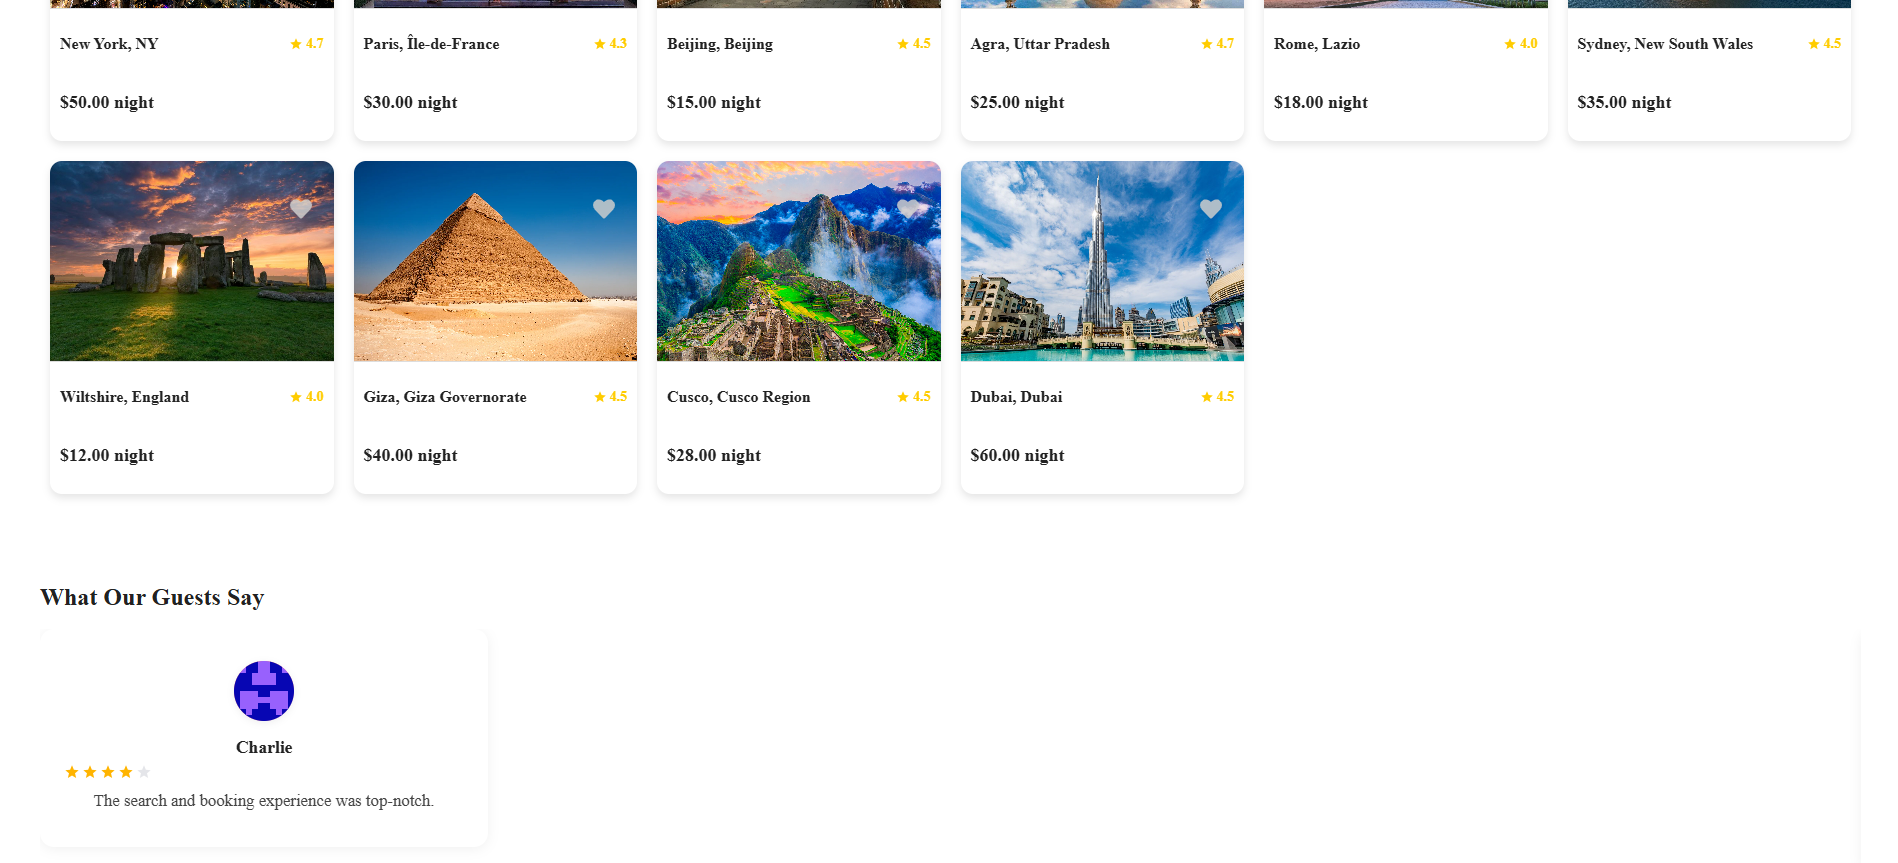 New York, NY ★ 4.7
Paris, Île-de-France ★ 4.3
Beijing, Beijing ★ 4.5
Agra, Uttar Pradesh ★ 4.7
Rome, Lazio ★ 4.0
Sydney, New South Wales ★ 4.5
$50.00 night
$30.00 night
$15.00 night
$25.00 night
$18.00 night
$35.00 night
Wiltshire, England ★ 4.0
Giza, Giza Governorate ★ 4.5
Cusco, Cusco Region ★ 4.5
Dubai, Dubai ★ 4.5
$12.00 night
$40.00 night
$28.00 night
$60.00 night
What Our Guests Say
Charlie
The search and booking experience was top-notch.